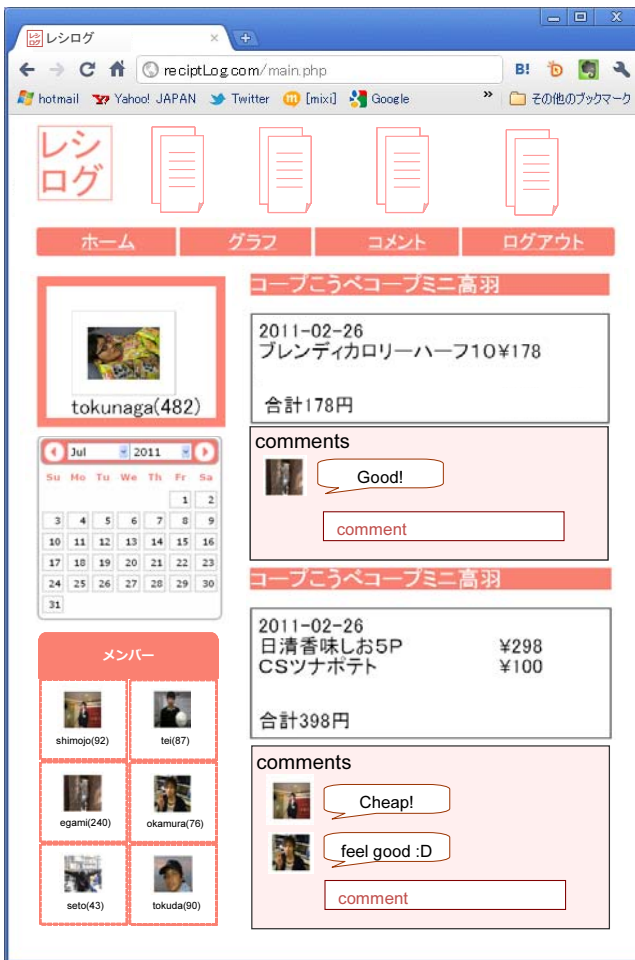 レシログ
reciptLog.com/main.php
B!
hotmail Yahoo! JAPAN Twitter [mixi] Google » その他のブックマーク
レシ
ログ
ホーム グラフ コメント ログアウト
tokunaga(482)
Jul 2011
Su Mo Tu We Th Fr Sa
1 2
3 4 5 6 7 8 9
10 11 12 13 14 15 16
17 18 19 20 21 22 23
24 25 26 27 28 29 30
31
メンバー
shimojo(92) tei(87)
egami(240) okamura(76)
seto(43) tokuda(90)
コープこうべコープミニ高羽
2011-02-26
ブレンディカロリーハーフ10¥178
合計178円
comments
Good!
comment
コープこうべコープミニ高羽
2011-02-26
日清香味しお5P ¥298
CSツナポテト ¥100
合計398円
comments
Cheap!
feel good :D
comment